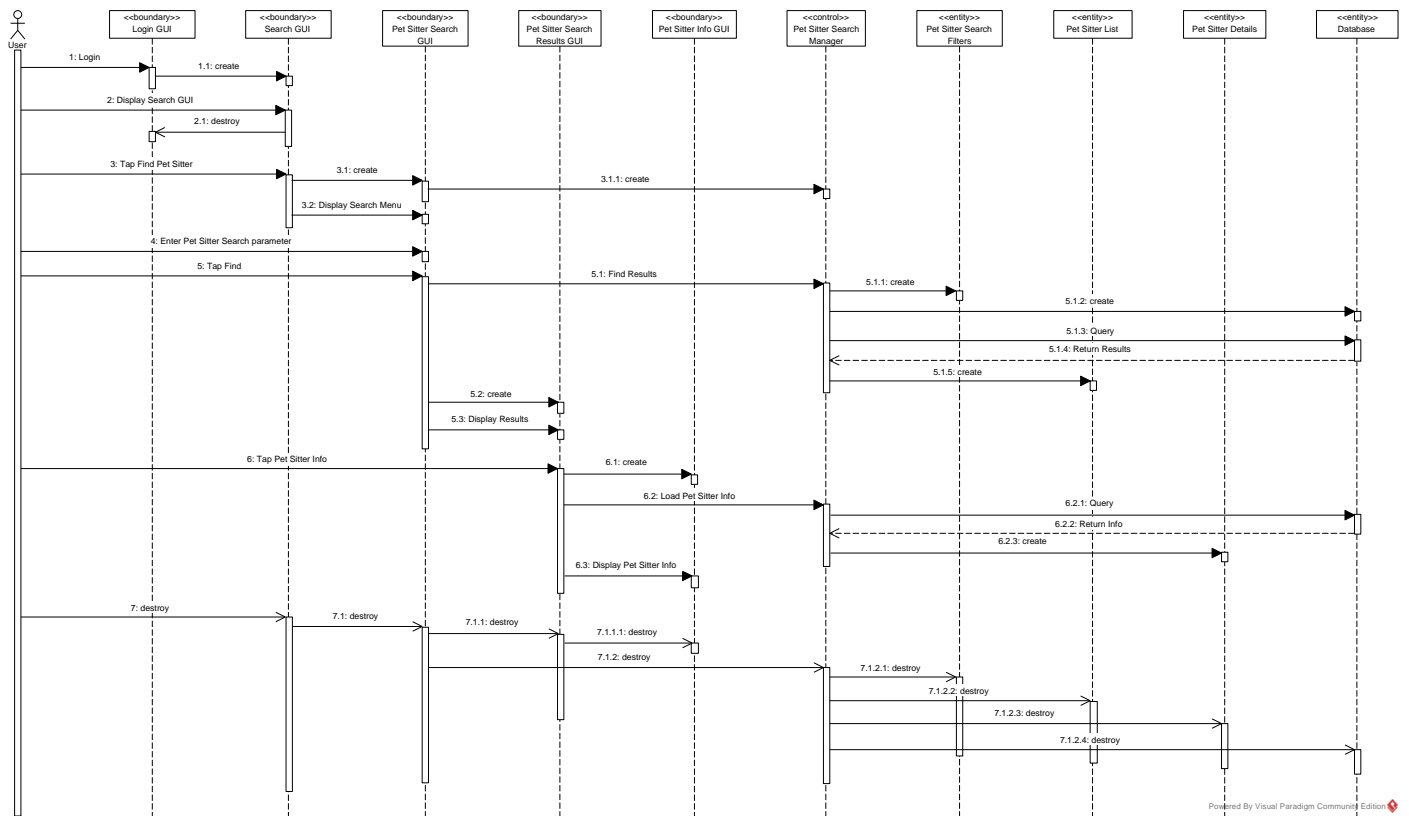 <<boundary>>
Login GUI
<<boundary>>
Search GUI
<<boundary>>
Pet Sitter Search
GUI
<<boundary>>
Pet Sitter Search
Results GUI
<<boundary>>
Pet Sitter Info GUI
<<control>>
Pet Sitter Search
Manager
<<entity>>
Pet Sitter Search
Filters
<<entity>>
Pet Sitter List
<<entity>>
Pet Sitter Details
<<entity>>
Database
User
1: Login
1.1: create
2: Display Search GUI
2.1: destroy
3: Tap Find Pet Sitter
3.1: create
3.1.1: create
3.2: Display Search Menu
4: Enter Pet Sitter Search parameter
5: Tap Find
5.1: Find Results
5.1.1: create
5.1.2: create
5.1.3: Query
5.1.4: Return Results
5.1.5: create
5.2: create
5.3: Display Results
6: Tap Pet Sitter Info
6.1: create
6.2: Load Pet Sitter Info
6.2.1: Query
6.2.2: Return Info
6.2.3: create
6.3: Display Pet Sitter Info
7: destroy
7.1: destroy
7.1.1: destroy
7.1.1.1: destroy
7.1.2: destroy
7.1.2.1: destroy
7.1.2.2: destroy
7.1.2.3: destroy
7.1.2.4: destroy
Powered By Visual Paradigm Community Edition